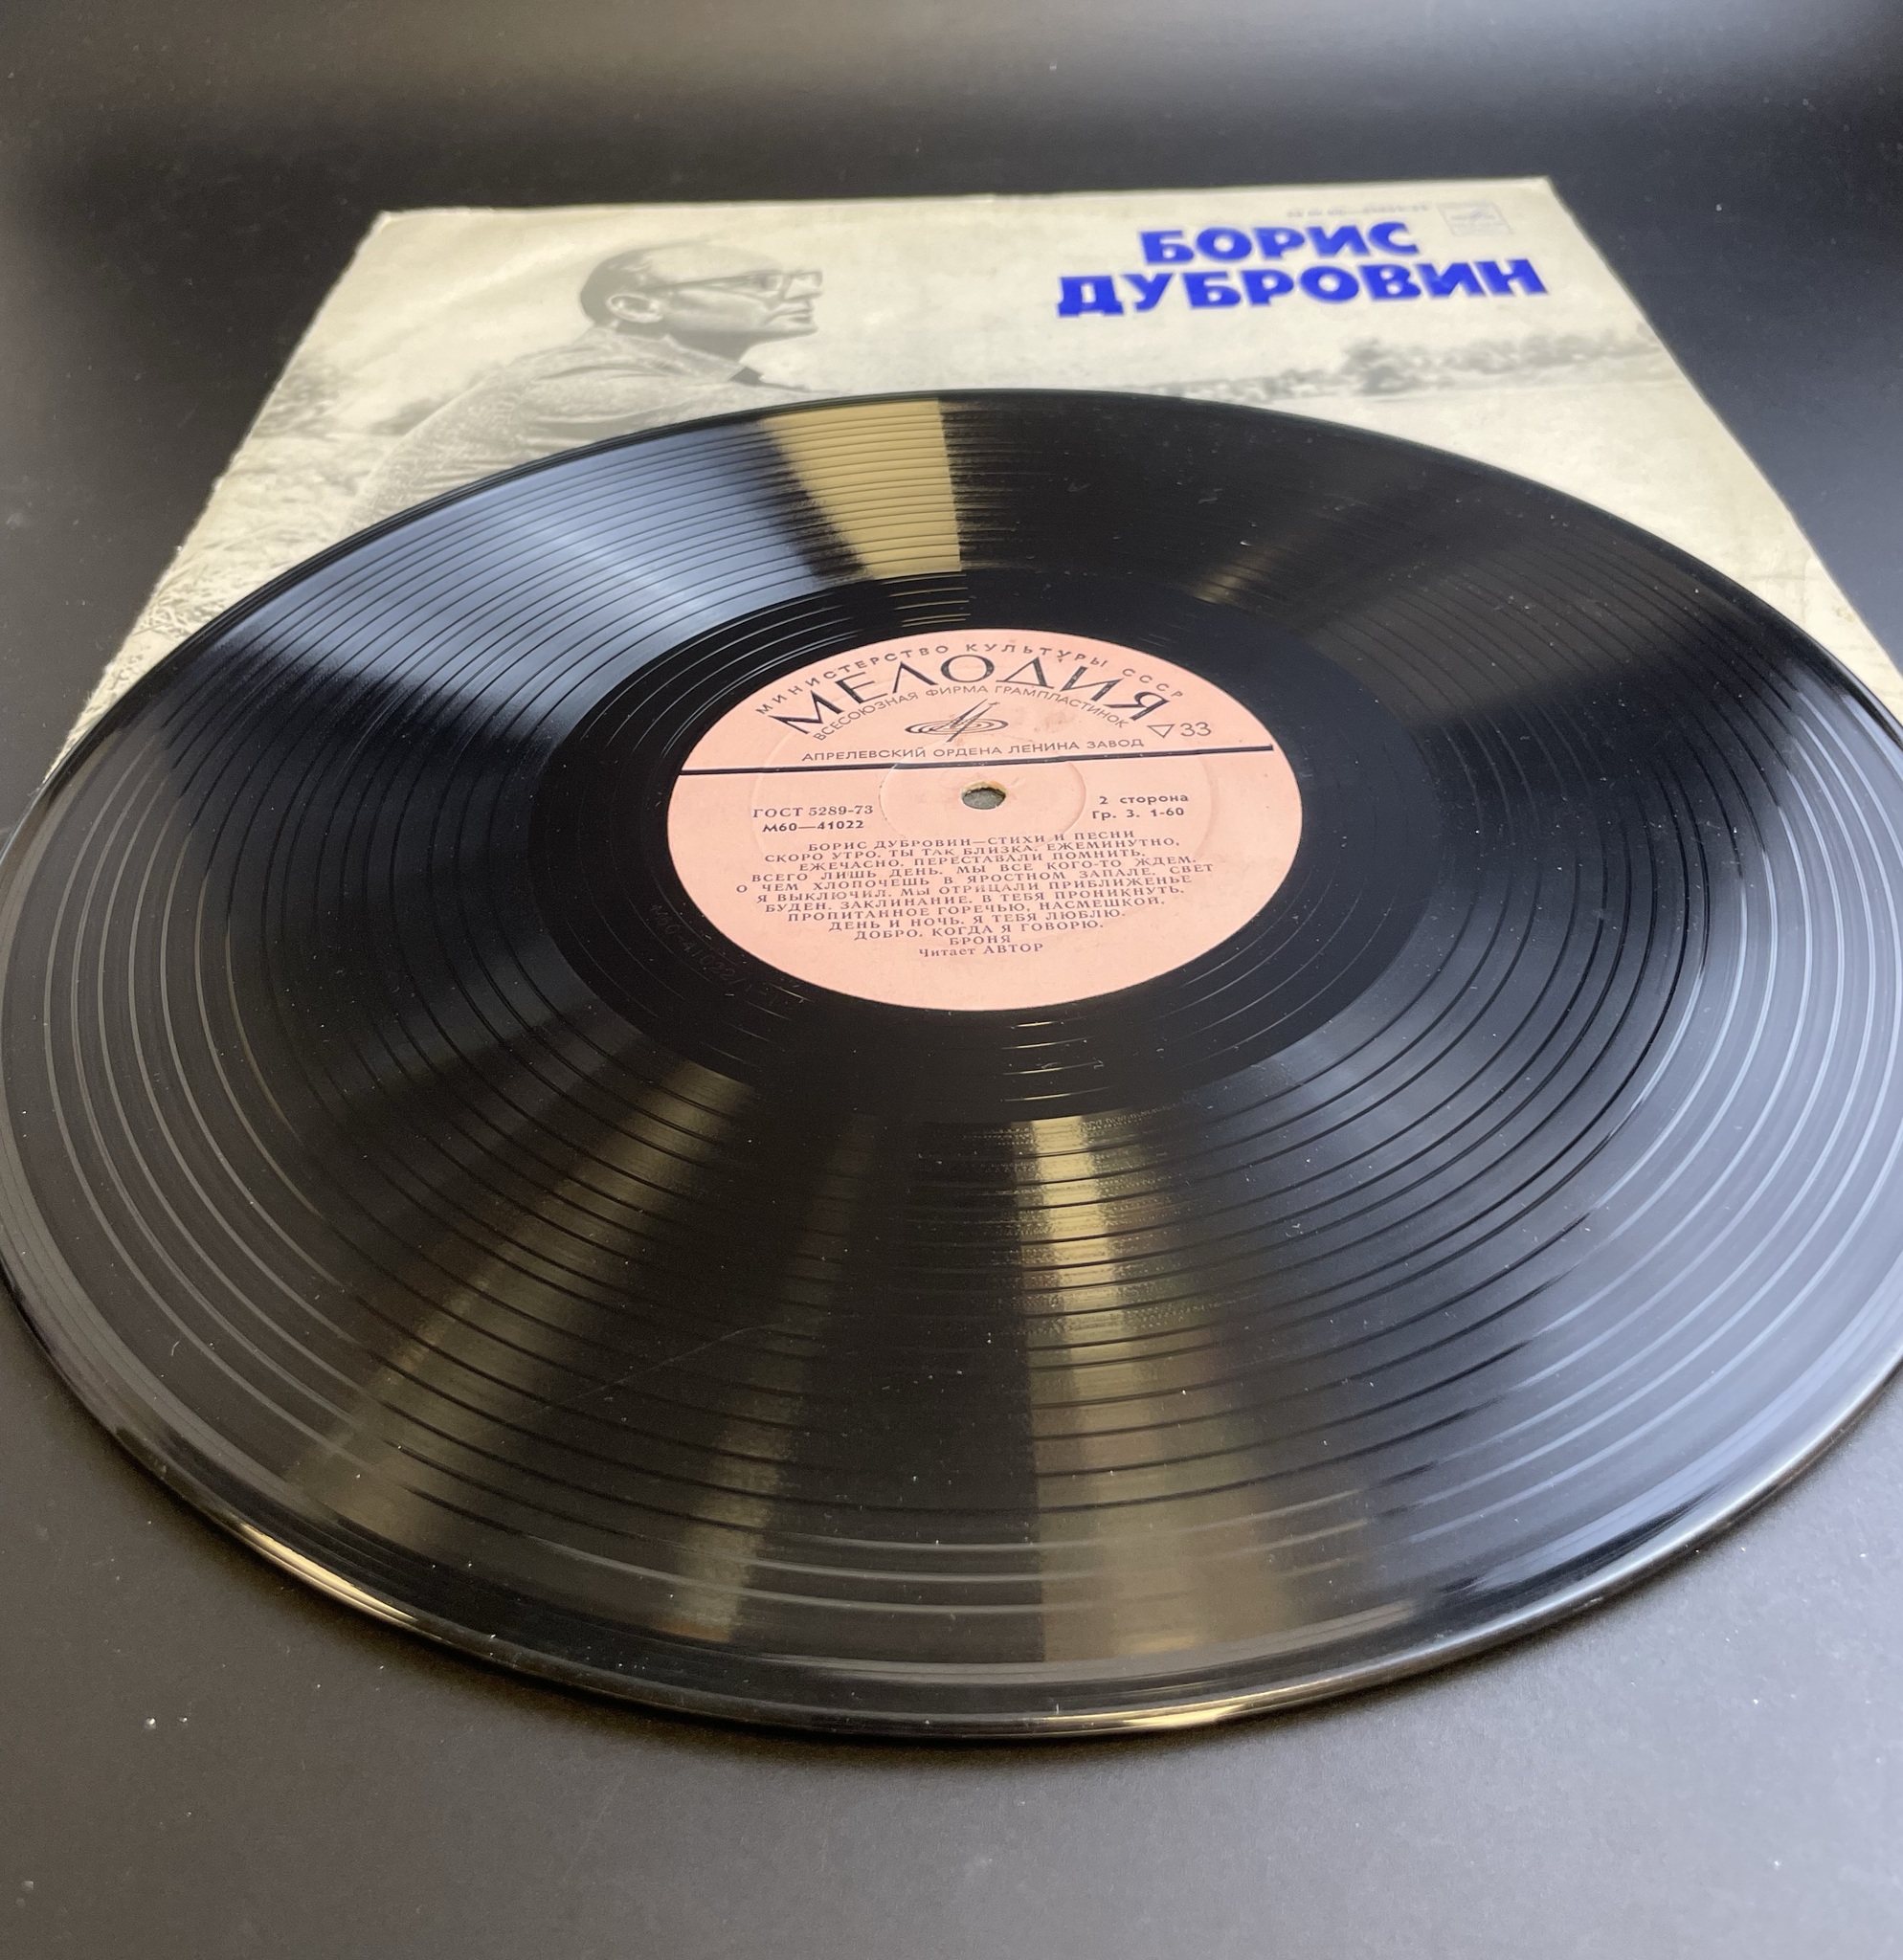 БОРИС
ДУБРОВИН
МИНИСТЕРСТВО КУЛЬТУРЫ СССР
МЕЛОДИЯ
ВСЕСОЮЗНАЯ ФИРМА ГРАМПЛАСТИНОК
33
АПРЕЛЕВСКИЙ ОРДЕНА ЛЕНИНА ЗАВОД
ГОСТ 5289-73
М60—41022
2 сторона
Гр. 3. 1-60
БОРИС ДУБРОВИН—СТИХИ И ПЕСНИ
СКОРО УТРО. ТЫ ТАК БЛИЗКА. ЕЖЕМИНУТНО,
ЕЖЕЧАСНО. ПЕРЕСТАВАЛИ ПОМНИТЬ.
ВСЕГО ЛИШЬ ДЕНЬ. МЫ ВСЕ КОГО-ТО ЖДЕМ.
О ЧЕМ ХЛОПОЧЕШЬ В ЯРОСТНОМ ЗАПАЛЕ. СВЕТ
Я ВЫКЛЮЧИЛ. МЫ ОТРИЦАЛИ ПРИБЛИЖЕНЬЕ
БУДЕН. ЗАКЛИНАНИЕ. В ТЕБЯ ПРОНИКНУТЬ.
ПРОПИТАННОЕ ГОРЕЧЬЮ, НАСМЕШКОЙ.
ДЕНЬ И НОЧЬ. Я ТЕБЯ ЛЮБЛЮ.
ДОБРО. КОГДА Я ГОВОРЮ.
БРОНЯ
Читает АВТОР